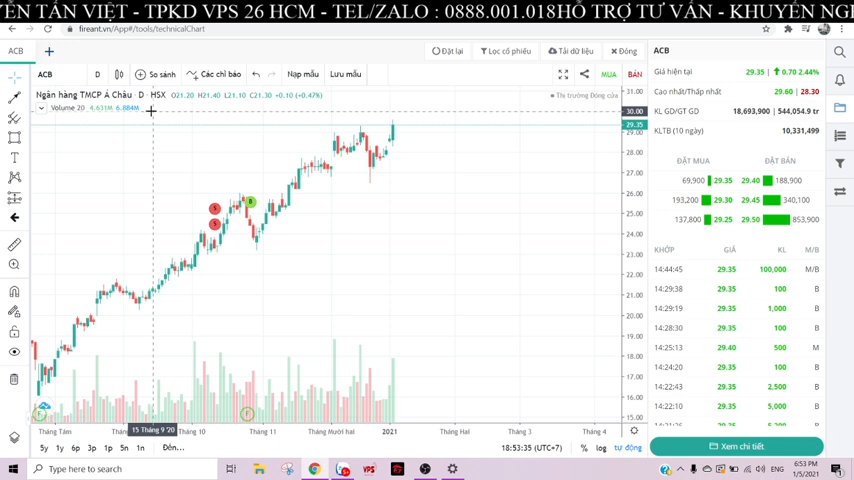 ỄN TẤN VIỆT - TPKD VPS 26 HCM - TEL/ZALO : 0888.001.018HỖ TRỢ TƯ VẤN - KHUYẾN NGH
fireant.vn/App#/tools/technicalChart
ACB
ACB D So sánh Các chỉ báo Nạp mẫu Lưu mẫu
Đặt lại Lọc cổ phiếu Tải dữ liệu Đóng
MUA BÁN
Ngân hàng TMCP Á Châu · D · HSX O21.20 H21.40 L21.10 C21.30 +0.10 (+0.47%)
Thị trường Đóng cửa
Volume 20 4.631M 6.884M
31.00
30.00
29.35
29.00
28.00
27.00
26.00
25.00
24.00
23.00
22.00
21.00
20.00
19.00
18.00
17.00
16.00
15.00
S
S
B
Tháng Tám 15 Tháng 9 '20 Tháng 10 Tháng 11 Tháng Mười hai 2021 Tháng Hai Tháng 3 Tháng 4
5y 1y 6p 3p 1p 5n 1n Đến... 18:53:35 (UTC+7) % log tự động
ACB
Giá hiện tại 29.35 | 0.70 2.44%
Cao nhất/Thấp nhất 29.60 | 28.30
KL GD/GT GD 18,693,900 | 544,054.9 tr
KLTB (10 ngày) 10,331,499
ĐẶT MUA ĐẶT BÁN
69,900 29.35 29.40 188,900
193,200 29.30 29.45 340,100
137,800 29.25 29.50 853,900
KHỚP GIÁ KL M/B
14:44:45 29.35 100,000 M/B
14:29:38 29.35 100 B
14:29:19 29.35 1,000 B
14:28:30 29.35 100 B
14:25:13 29.40 500 M
14:24:20 29.35 100 B
14:22:43 29.35 2,500 B
14:22:10 29.35 5,000 B
Xem chi tiết
Type here to search
VPS
6:53 PM
1/5/2021